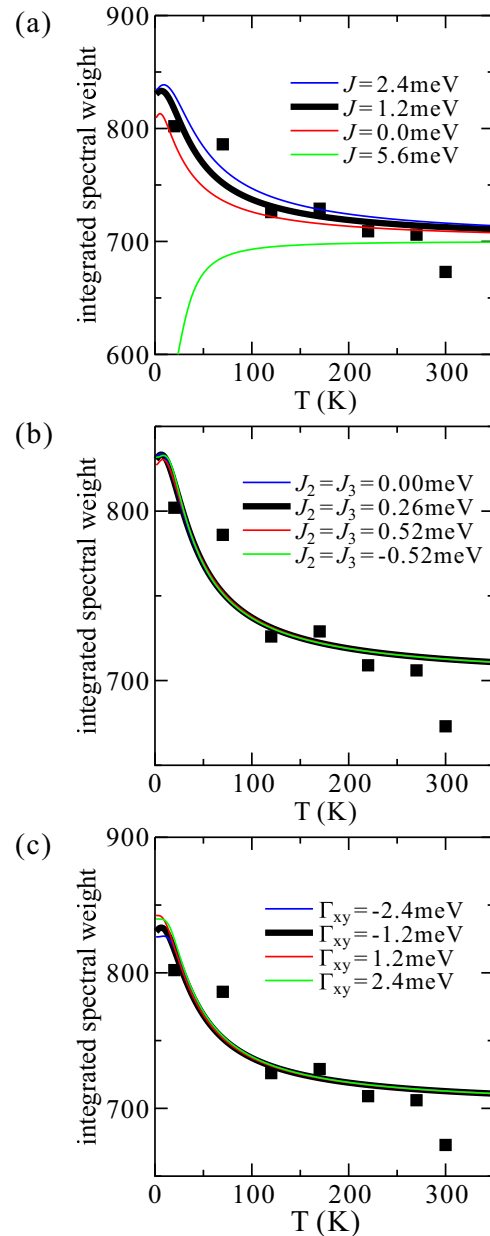 (a)
900
800
700
600
integrated spectral weight
J=2.4meV
J=1.2meV
J=0.0meV
J=5.6meV
0 100 200 300
T (K)
(b)
800
700
integrated spectral weight
J2=J3=0.00meV
J2=J3=0.26meV
J2=J3=0.52meV
J2=J3=-0.52meV
0 100 200 300
T (K)
(c)
900
800
700
integrated spectral weight
Γxy=-2.4meV
Γxy=-1.2meV
Γxy=1.2meV
Γxy=2.4meV
0 100 200 300
T (K)